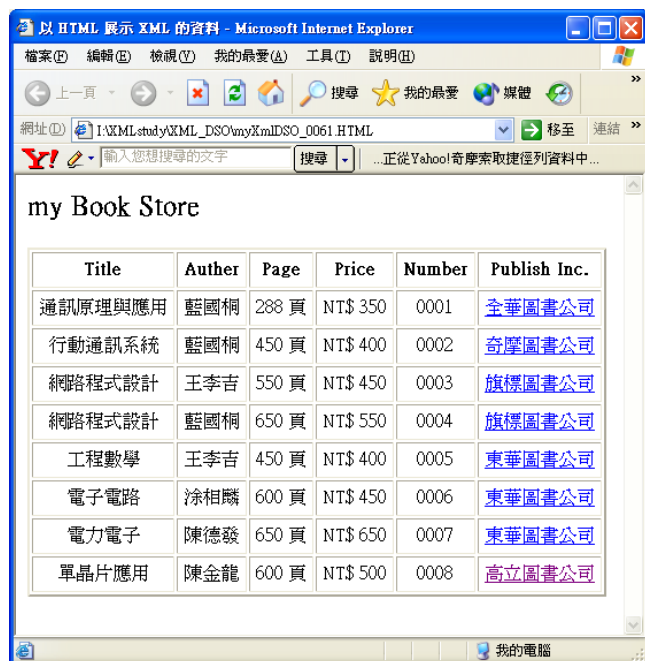 以 HTML 展示 XML 的資料 - Microsoft Internet Explorer
檔案(F) 編輯(E) 檢視(V) 我的最愛(A) 工具(T) 說明(H)
上一頁 搜尋 我的最愛 媒體 »
網址(D) I:\XMLstudy\XML_DSO\myXmlDSO_0061.HTML 移至 連結 »
Y! 輸入您想搜尋的文字 搜尋 ...正從Yahoo!奇摩索取捷徑列資料中...
my Book Store
Title Auther Page Price Number Publish Inc.
通訊原理與應用 藍國桐 288 頁 NT$ 350 0001 全華圖書公司
行動通訊系統 藍國桐 450 頁 NT$ 400 0002 奇摩圖書公司
網路程式設計 王李吉 550 頁 NT$ 450 0003 旗標圖書公司
網路程式設計 藍國桐 650 頁 NT$ 550 0004 旗標圖書公司
工程數學 王李吉 450 頁 NT$ 400 0005 東華圖書公司
電子電路 涂相麟 600 頁 NT$ 450 0006 東華圖書公司
電力電子 陳德發 650 頁 NT$ 650 0007 東華圖書公司
單晶片應用 陳金龍 600 頁 NT$ 500 0008 高立圖書公司
我的電腦